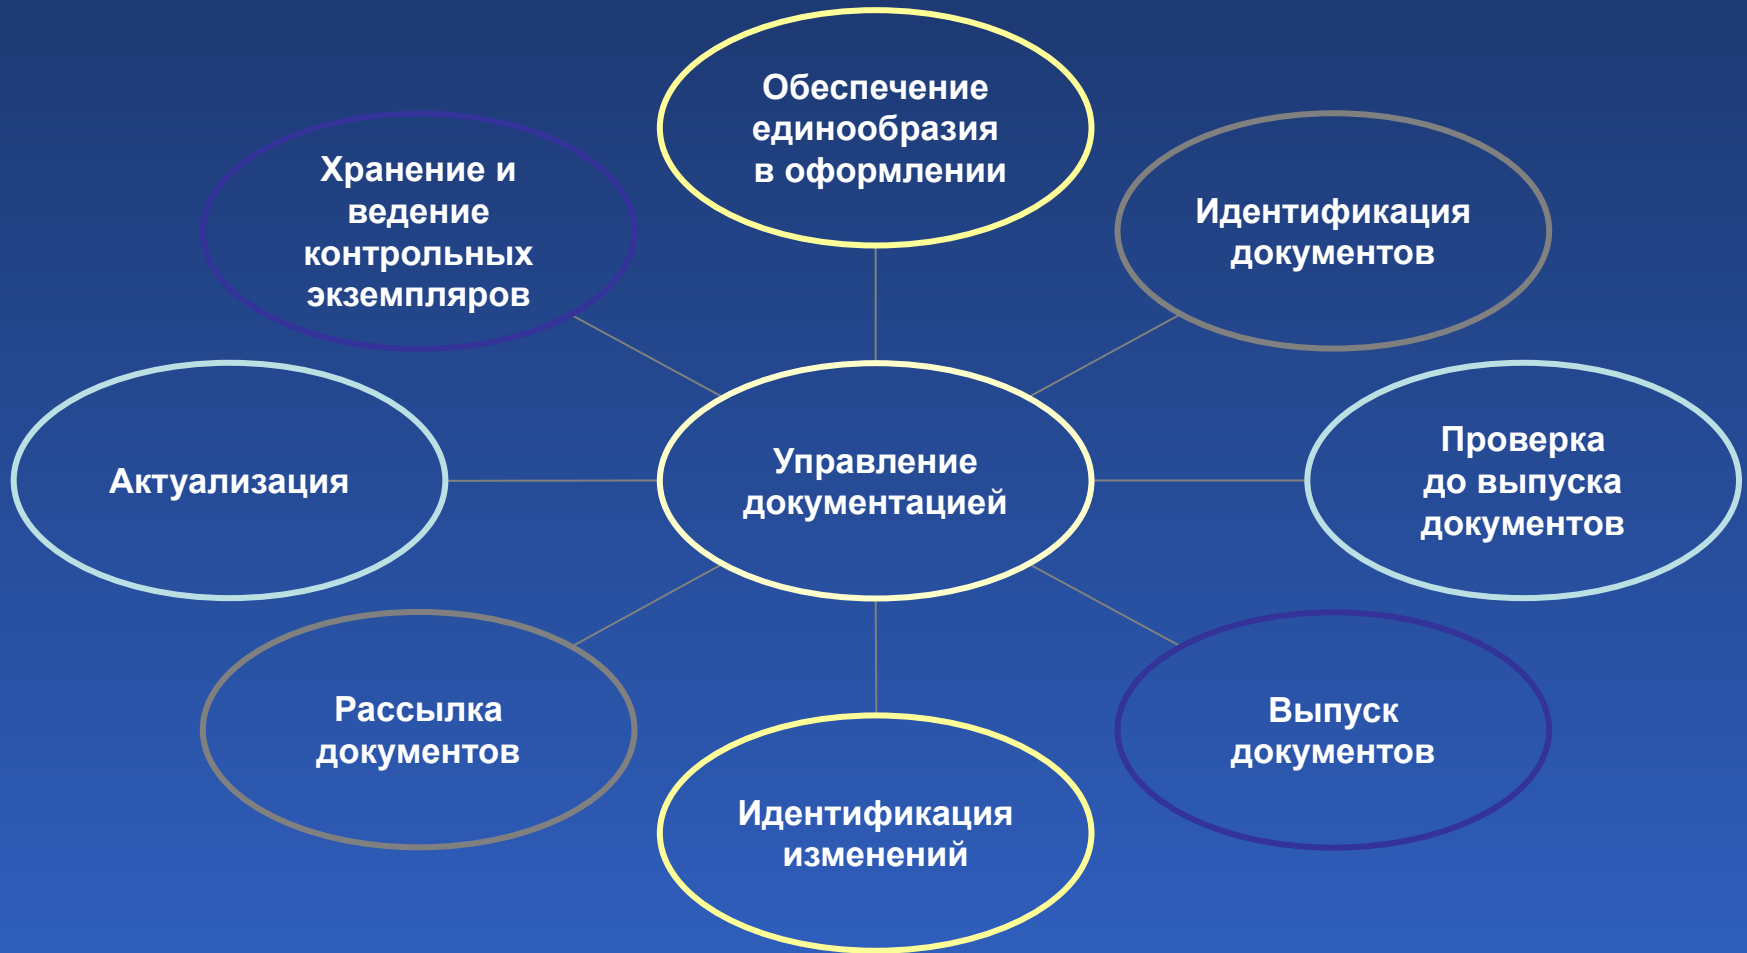 Обеспечение
единообразия
в оформлении
Хранение и
ведение
контрольных
экземпляров
Идентификация
документов
Актуализация
Управление
документацией
Проверка
до выпуска
документов
Рассылка
документов
Идентификация
изменений
Выпуск
документов